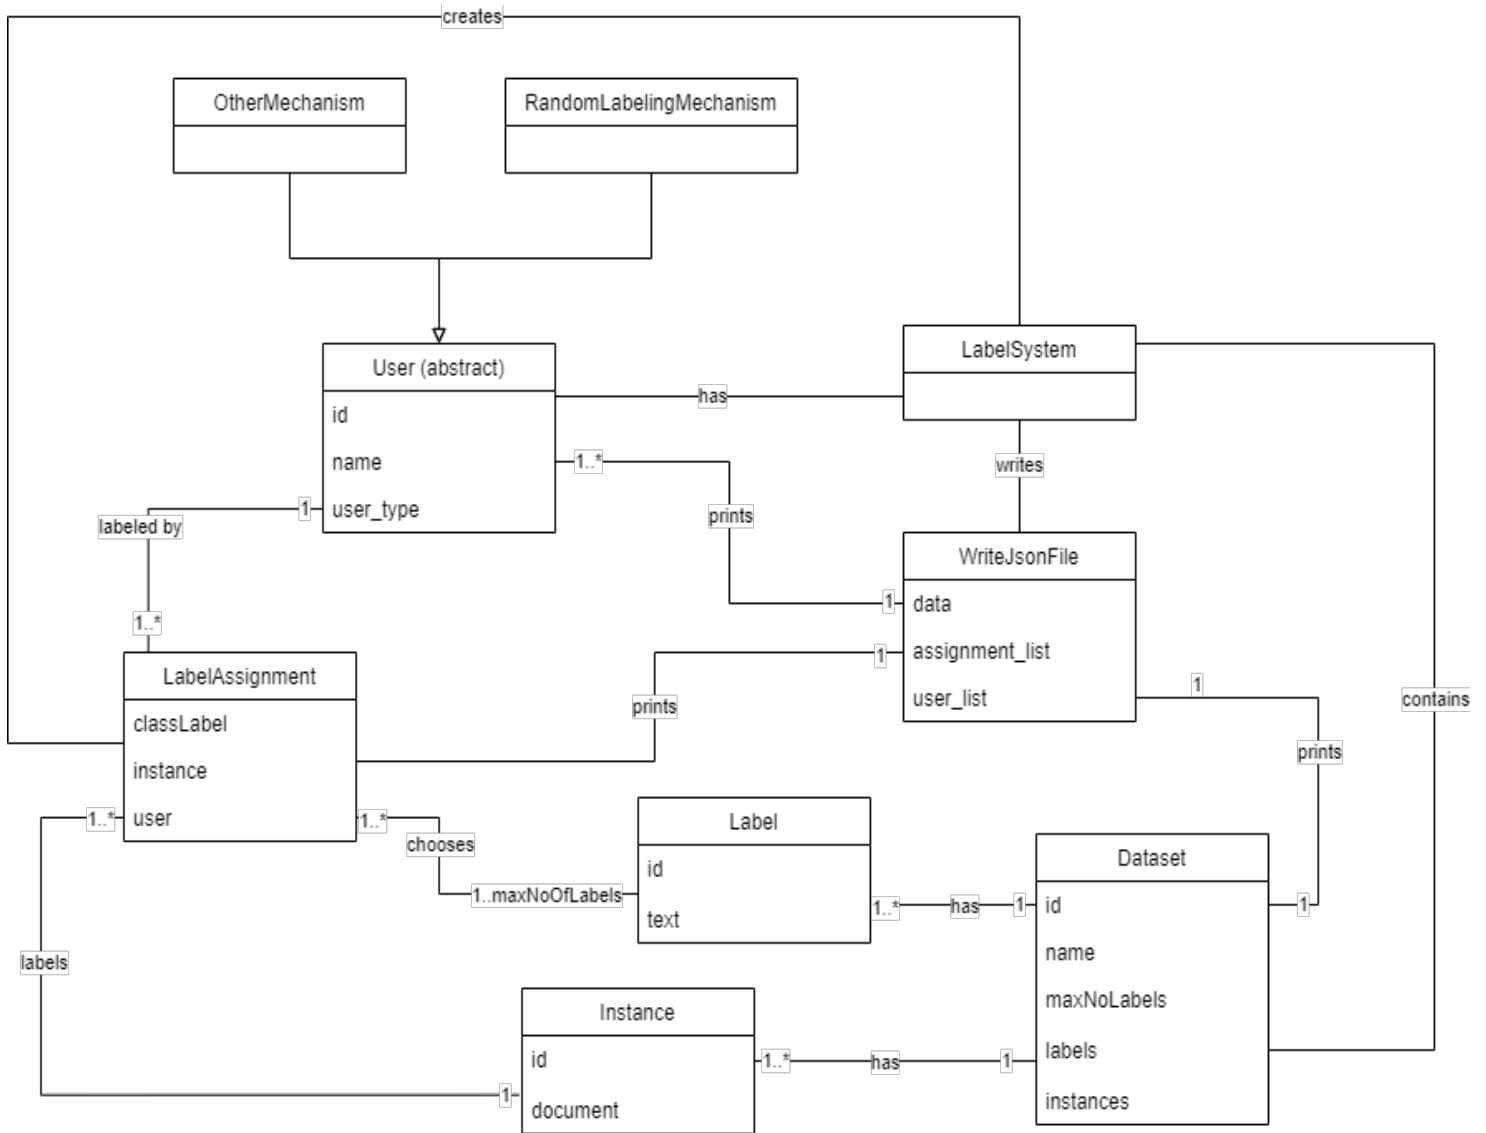 creates
OtherMechanism
RandomLabelingMechanism
User (abstract)
id
name
user_type
LabelSystem
has
writes
1..*
prints
1
1
labeled by
1..*
WriteJsonFile
data
assignment_list
user_list
1
LabelAssignment
classLabel
instance
user
prints
1
prints
contains
1..*
1..*
chooses
1..maxNoOfLabels
Label
id
text
1..*
has
1
Dataset
id
name
maxNoLabels
labels
instances
1
labels
Instance
id
document
1..*
has
1
1